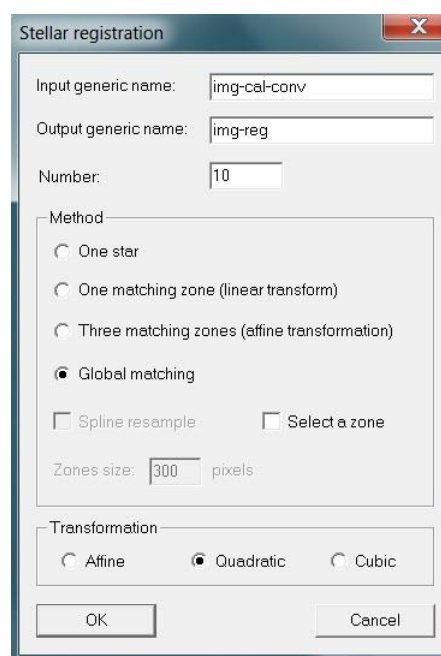 Stellar registration
Input generic name: img-cal-conv
Output generic name: img-reg
Number: 10
Method
One star
One matching zone (linear transform)
Three matching zones (affine transformation)
Global matching
Spline resample Select a zone
Zones size: 300 pixels
Transformation
Affine Quadratic Cubic
OK Cancel